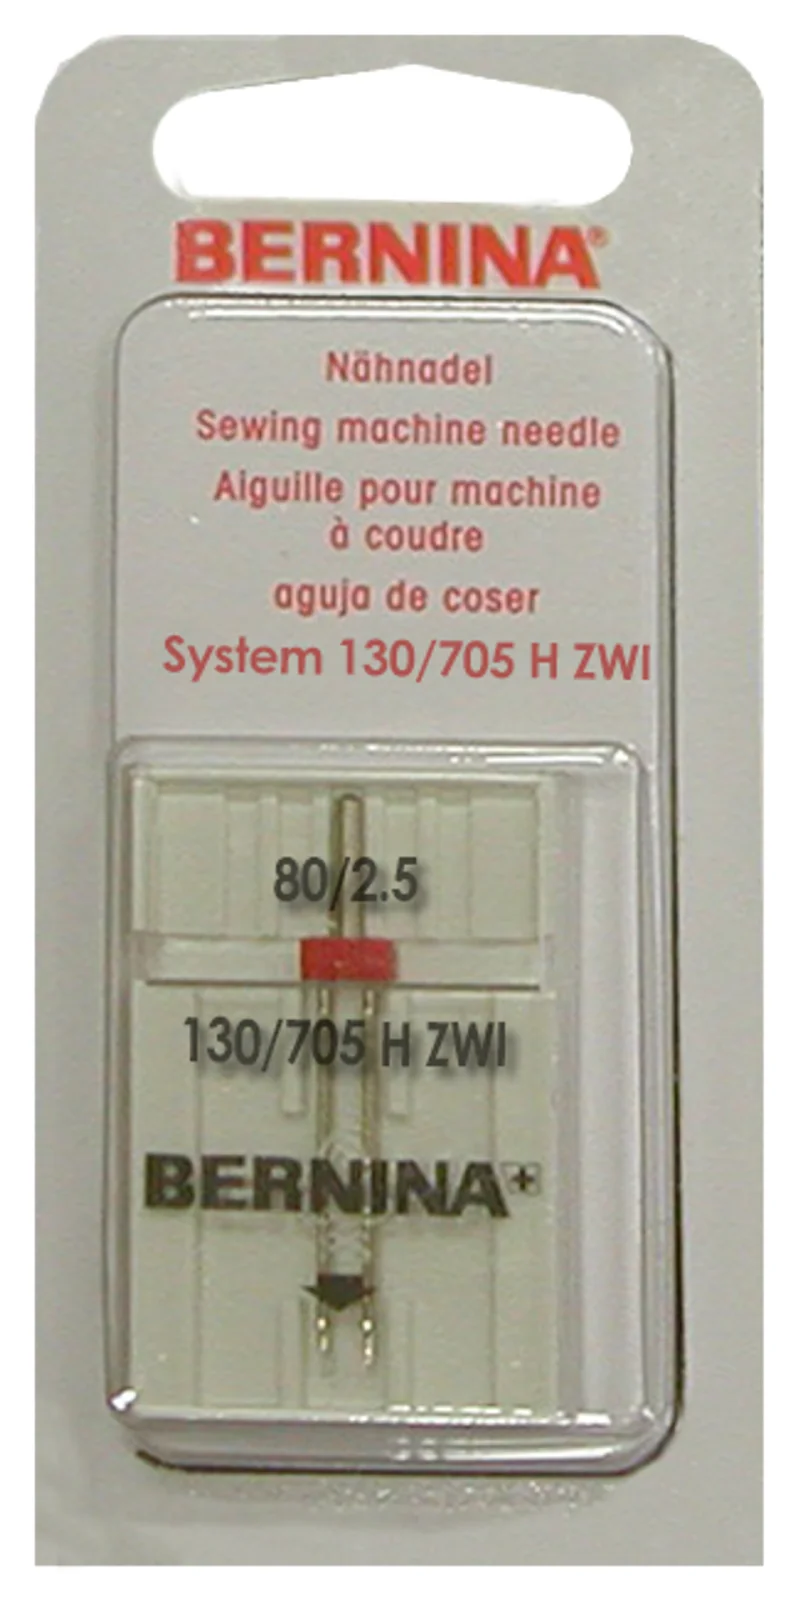 BERNINA®
Nähnadel
Sewing machine needle
Aiguille pour machine
à coudre
aguja de coser
System 130/705 H ZWI
80/2.5
130/705 H ZWI
BERNINA+